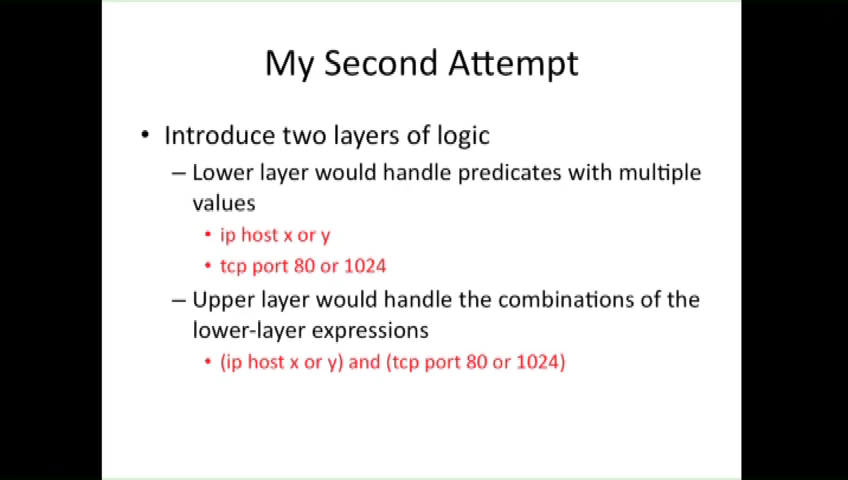 My Second Attempt
• Introduce two layers of logic
– Lower layer would handle predicates with multiple
values
• ip host x or y
• tcp port 80 or 1024
– Upper layer would handle the combinations of the
lower-layer expressions
• (ip host x or y) and (tcp port 80 or 1024)